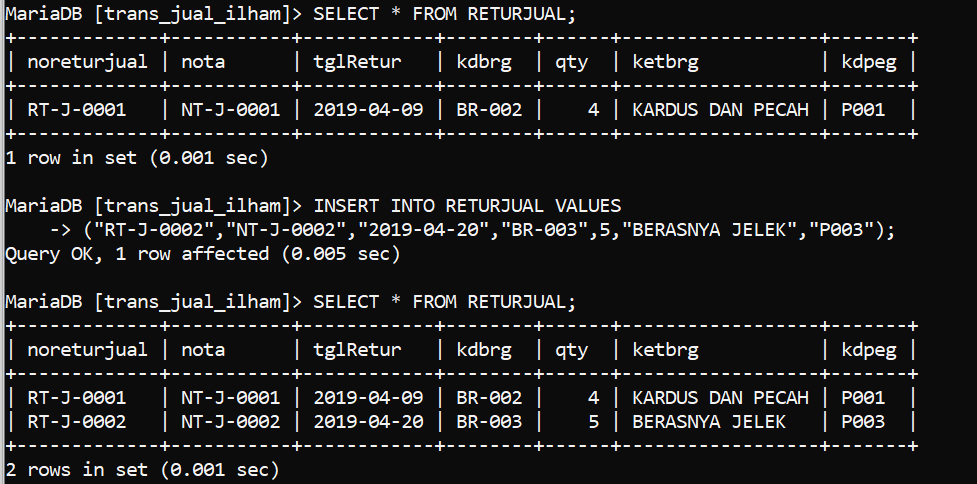 MariaDB [trans_jual_ilham]> SELECT * FROM RETURJUAL;
+-------------+-----------+------------+--------+------+------------------+-------+
| noreturjual | nota      | tglRetur   | kdbrg  | qty  | ketbrg           | kdpeg |
+-------------+-----------+------------+--------+------+------------------+-------+
| RT-J-0001   | NT-J-0001 | 2019-04-09 | BR-002 |    4 | KARDUS DAN PECAH | P001  |
+-------------+-----------+------------+--------+------+------------------+-------+
1 row in set (0.001 sec)
MariaDB [trans_jual_ilham]> INSERT INTO RETURJUAL VALUES
    -> ("RT-J-0002","NT-J-0002","2019-04-20","BR-003",5,"BERASNYA JELEK","P003");
Query OK, 1 row affected (0.005 sec)
MariaDB [trans_jual_ilham]> SELECT * FROM RETURJUAL;
+-------------+-----------+------------+--------+------+------------------+-------+
| noreturjual | nota      | tglRetur   | kdbrg  | qty  | ketbrg           | kdpeg |
+-------------+-----------+------------+--------+------+------------------+-------+
| RT-J-0001   | NT-J-0001 | 2019-04-09 | BR-002 |    4 | KARDUS DAN PECAH | P001  |
| RT-J-0002   | NT-J-0002 | 2019-04-20 | BR-003 |    5 | BERASNYA JELEK   | P003  |
+-------------+-----------+------------+--------+------+------------------+-------+
2 rows in set (0.001 sec)